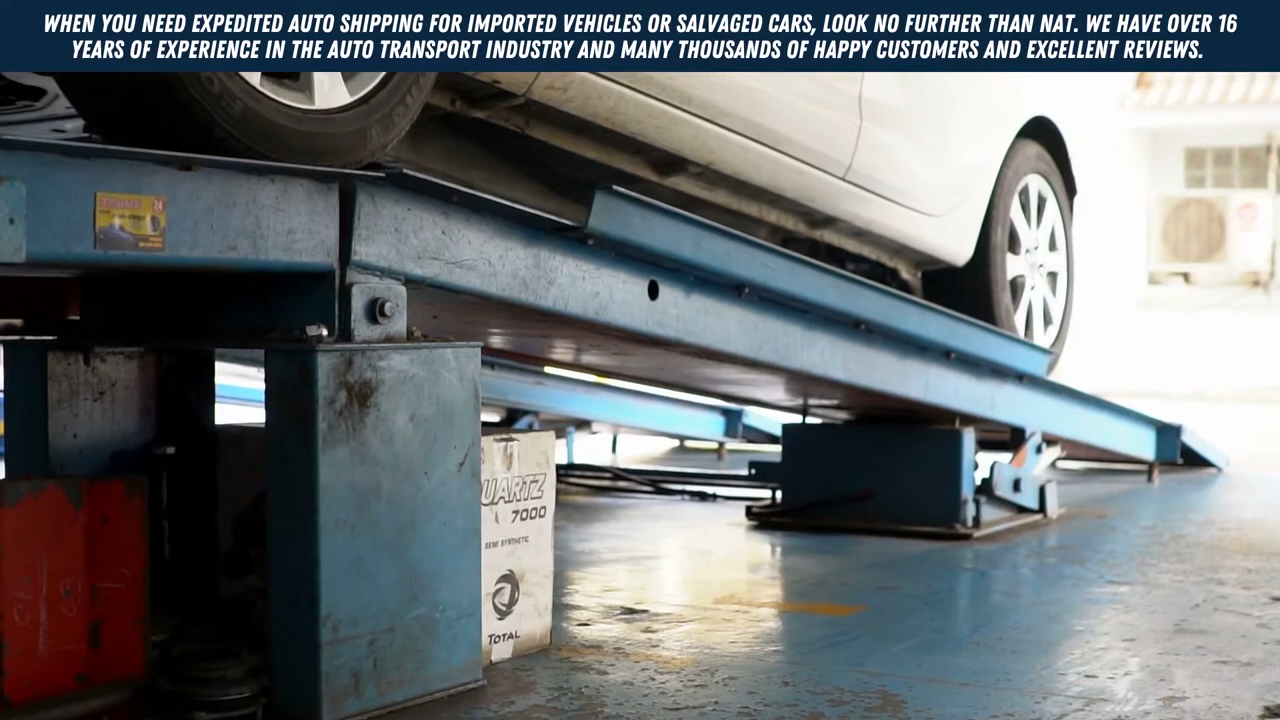 WHEN YOU NEED EXPEDITED AUTO SHIPPING FOR IMPORTED VEHICLES OR SALVAGED CARS, LOOK NO FURTHER THAN NAT. WE HAVE OVER 16
YEARS OF EXPERIENCE IN THE AUTO TRANSPORT INDUSTRY AND MANY THOUSANDS OF HAPPY CUSTOMERS AND EXCELLENT REVIEWS.
24
UARTZ
7000
SEMI SYNTHETIC
TOTAL